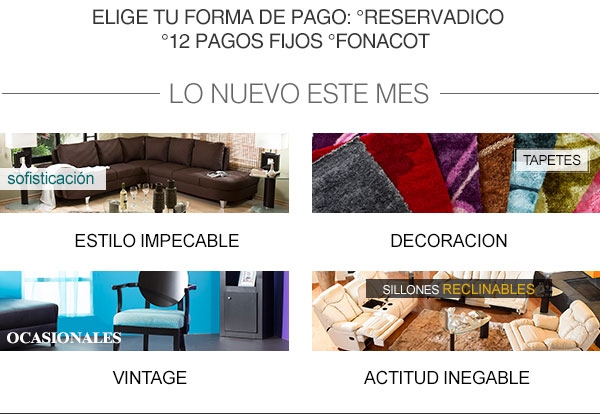 ELIGE TU FORMA DE PAGO: °RESERVADICO
°12 PAGOS FIJOS °FONACOT
LO NUEVO ESTE MES
sofisticación
TAPETES
ESTILO IMPECABLE
DECORACION
OCASIONALES
SILLONES RECLINABLES
VINTAGE
ACTITUD INEGABLE